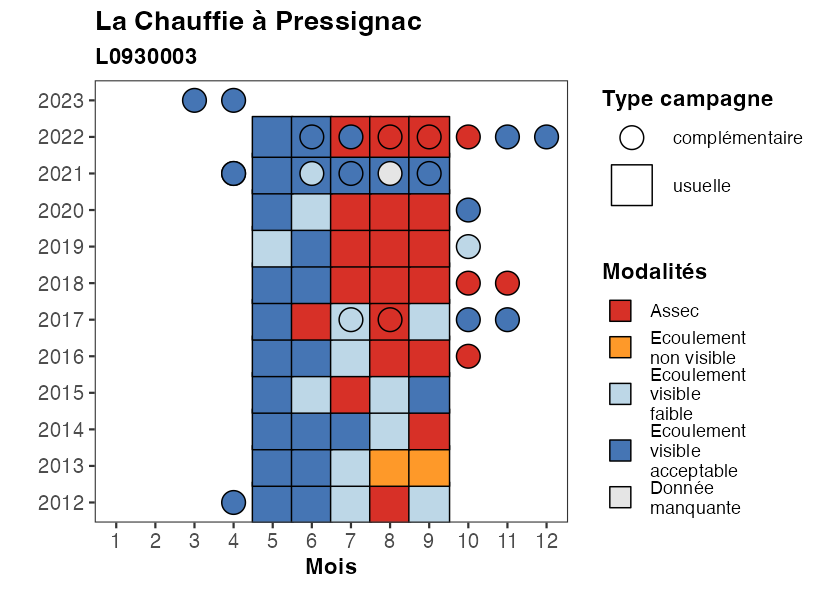 La Chauffie à Pressignac
L0930003
2023
2022
2021
2020
2019
2018
2017
2016
2015
2014
2013
2012
1 2 3 4 5 6 7 8 9 10 11 12
Mois
Type campagne
complémentaire
usuelle
Modalités
Assec
Ecoulement
non visible
Ecoulement
visible
faible
Ecoulement
visible
acceptable
Donnée
manquante